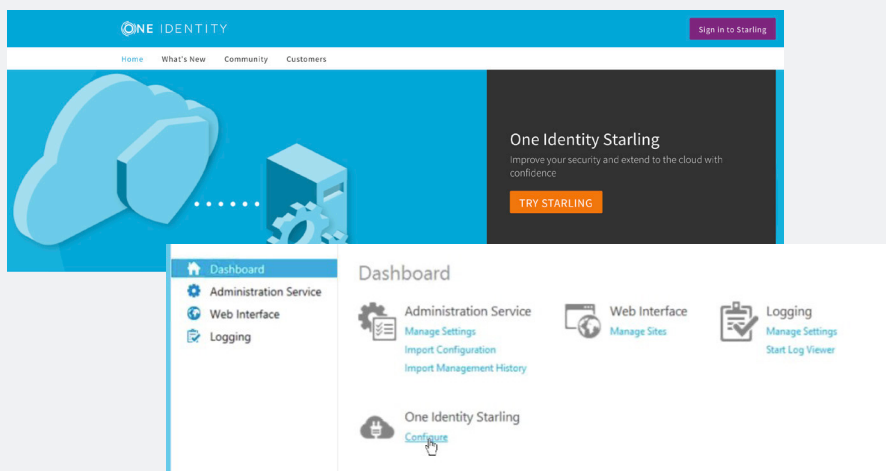 ONE IDENTITY
Sign in to Starling
Home What's New Community Customers
One Identity Starling
Improve your security and extend to the cloud with
confidence
TRY STARLING
Dashboard
Administration Service
Web Interface
Logging
Dashboard
Administration Service
Manage Settings
Import Configuration
Import Management History
Web Interface
Manage Sites
Logging
Manage Settings
Start Log Viewer
One Identity Starling
Configure